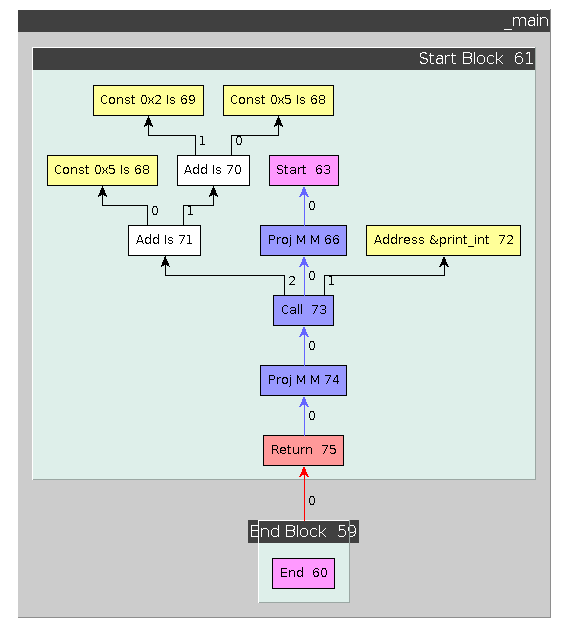 _main
Start Block 61
Const 0x2 Is 69
Const 0x5 Is 68
1
0
Const 0x5 Is 68
Add Is 70
Start 63
0
1
0
Add Is 71
Proj M M 66
Address &print_int 72
2
0
1
Call 73
0
Proj M M 74
0
Return 75
0
End Block 59
End 60